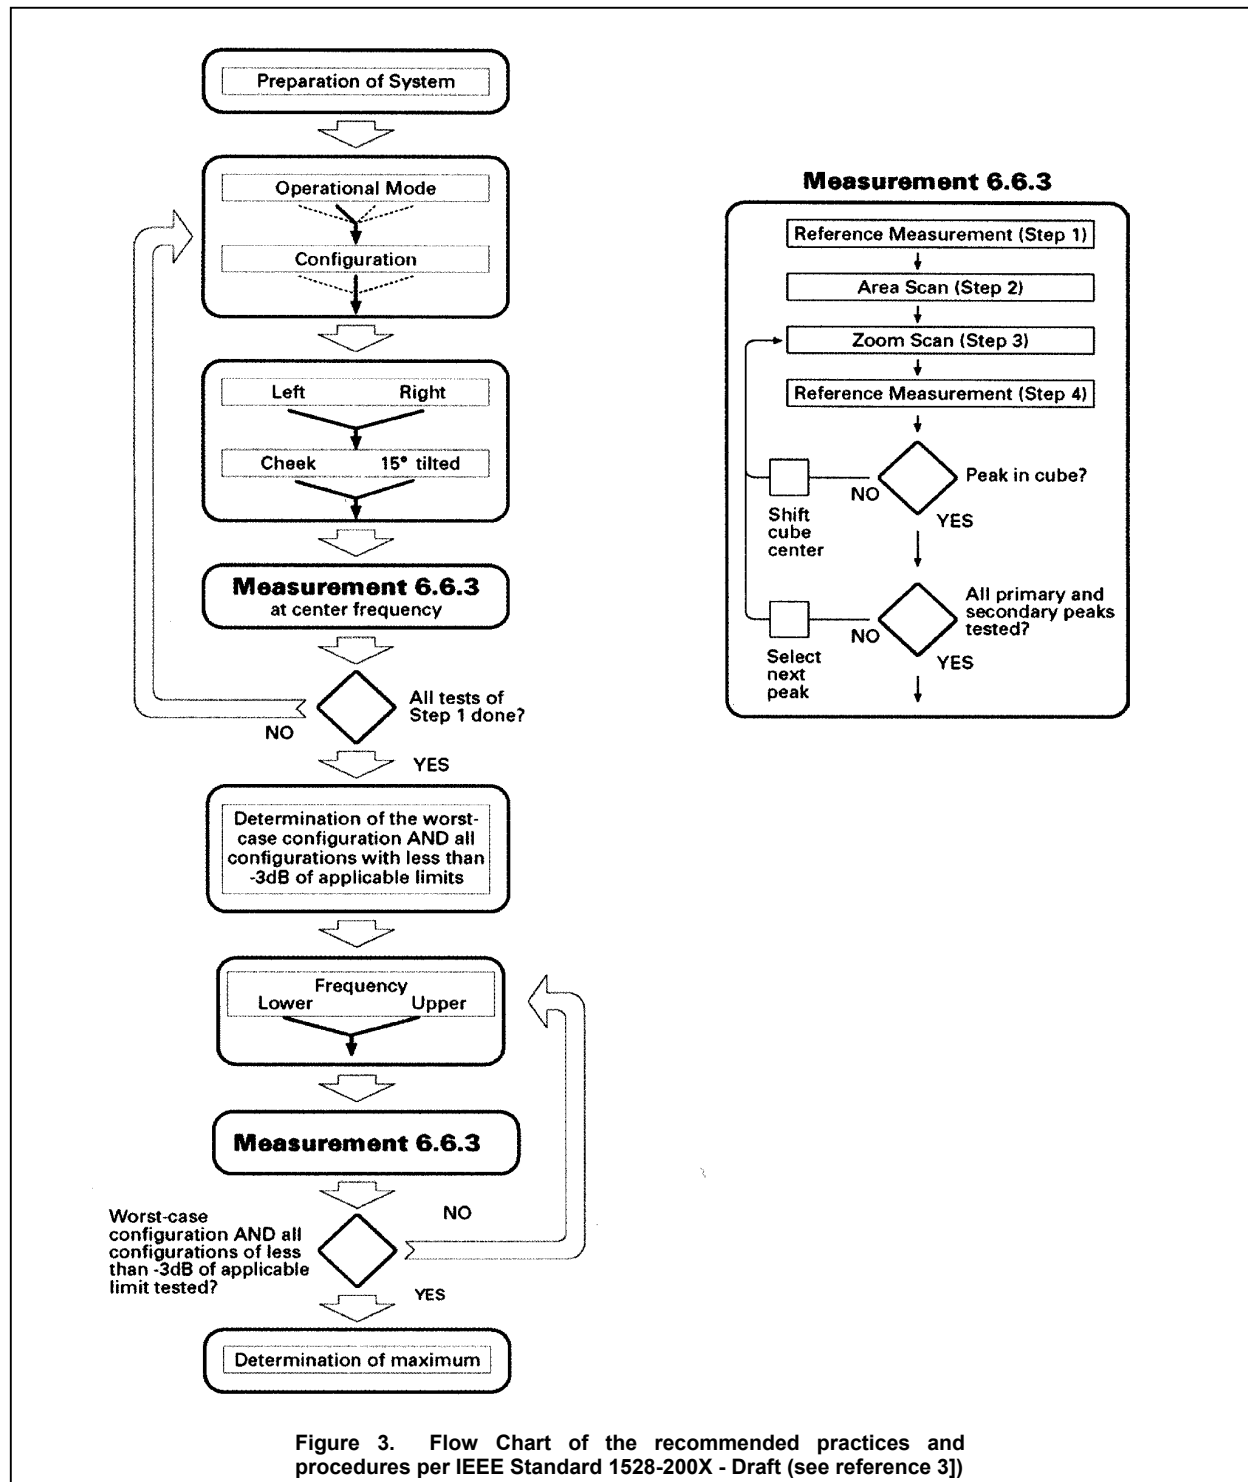 Preparation of System
Operational Mode
Configuration
Left Right
Cheek 15° tilted
Measurement 6.6.3
at center frequency
All tests of
Step 1 done?
NO
YES
Determination of the worst-
case configuration AND all
configurations with less than
-3dB of applicable limits
Frequency
Lower Upper
Measurement 6.6.3
NO
Worst-case
configuration AND all
configurations of less
than -3dB of applicable
limit tested?
YES
Determination of maximum
Measurement 6.6.3
Reference Measurement (Step 1)
Area Scan (Step 2)
Zoom Scan (Step 3)
Reference Measurement (Step 4)
Peak in cube?
NO
YES
Shift
cube
center
All primary and
secondary peaks
tested?
NO
YES
Select
next
peak
Figure 3. Flow Chart of the recommended practices and
procedures per IEEE Standard 1528-200X - Draft (see reference 3])